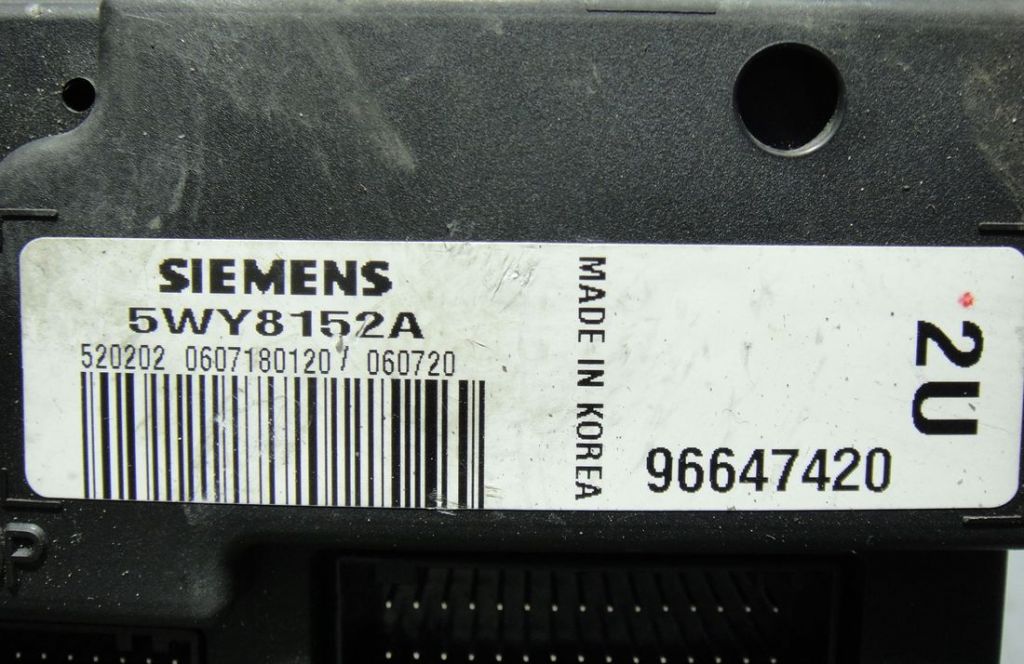 SIEMENS
5WY8152A
520202 0607180120/ 060720
MADE IN KOREA
96647420
2U
P